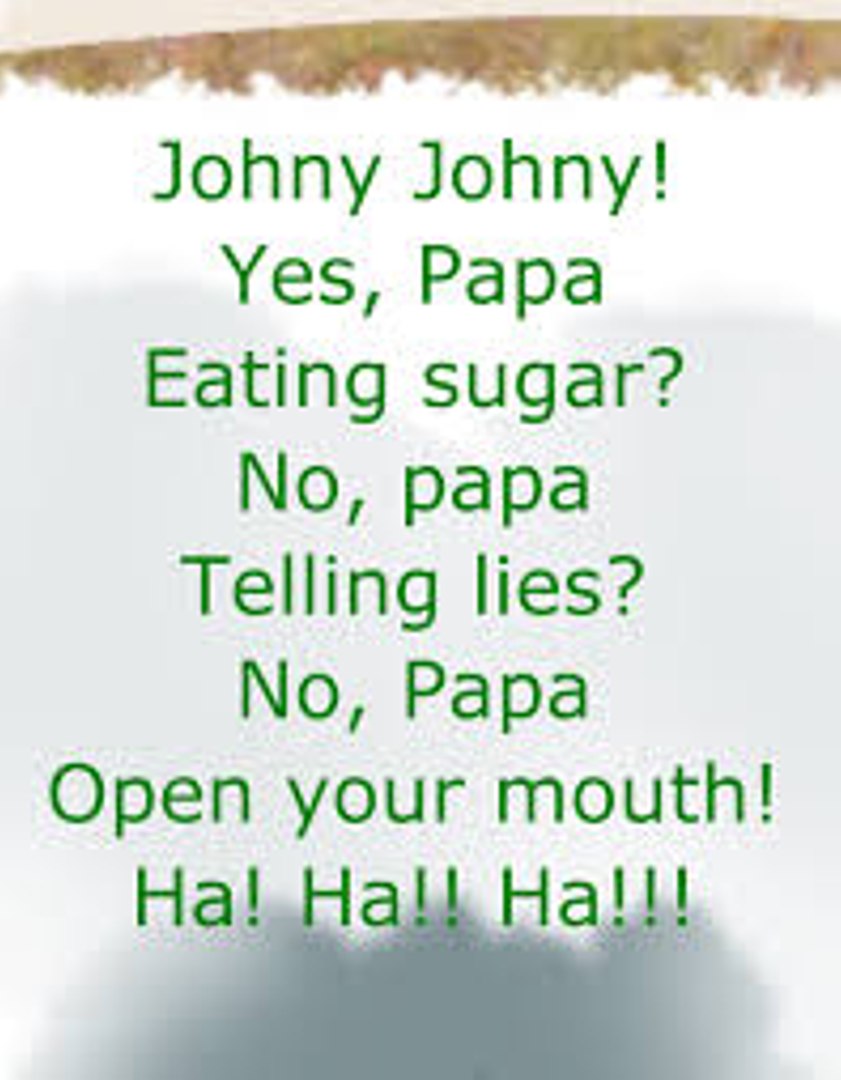 Johny Johny!
Yes, Papa
Eating sugar?
No, papa
Telling lies?
No, Papa
Open your mouth!
Ha! Ha!! Ha!!!